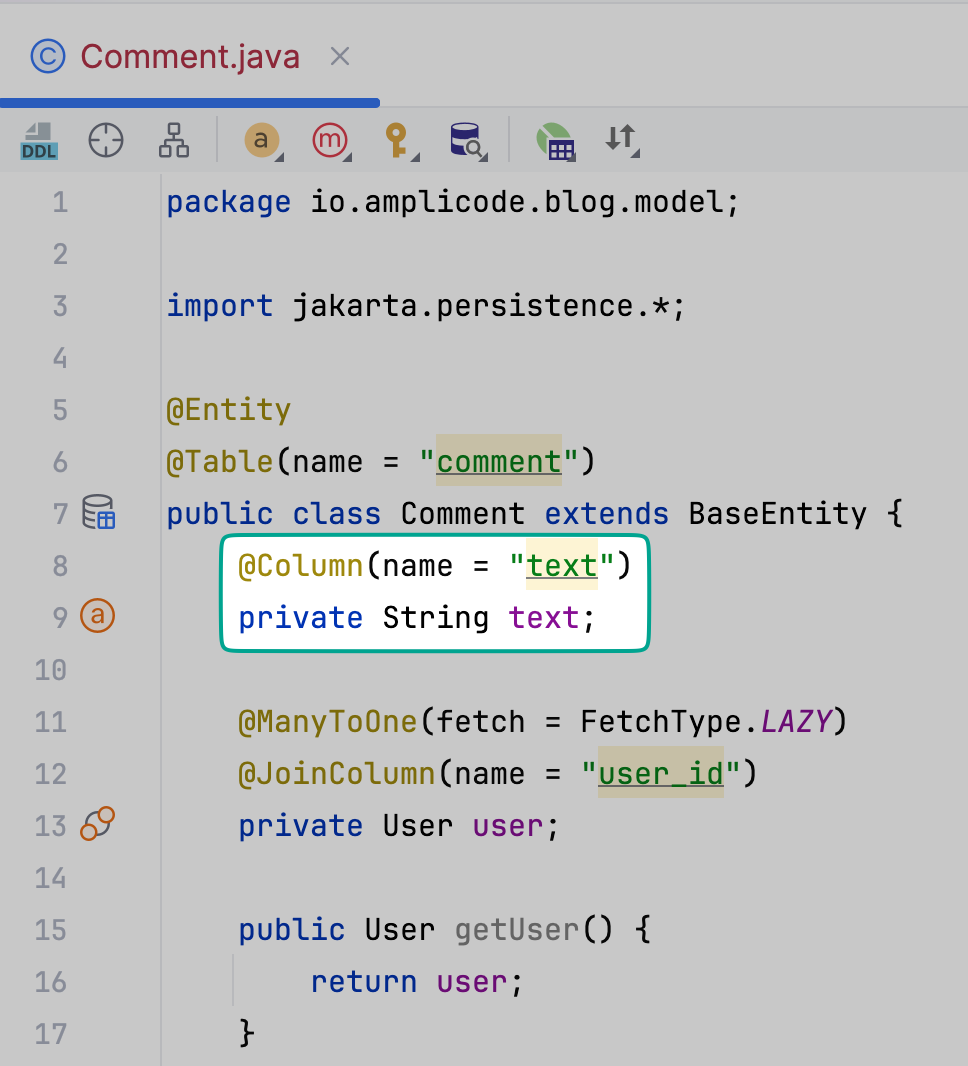 Comment.java
DDL a m
1 package io.amplicode.blog.model;
2
3 import jakarta.persistence.*;
4
5 @Entity
6 @Table(name = "comment")
7 public class Comment extends BaseEntity {
8 @Column(name = "text")
9 a private String text;
10
11 @ManyToOne(fetch = FetchType.LAZY)
12 @JoinColumn(name = "user_id")
13 private User user;
14
15 public User getUser() {
16 return user;
17 }